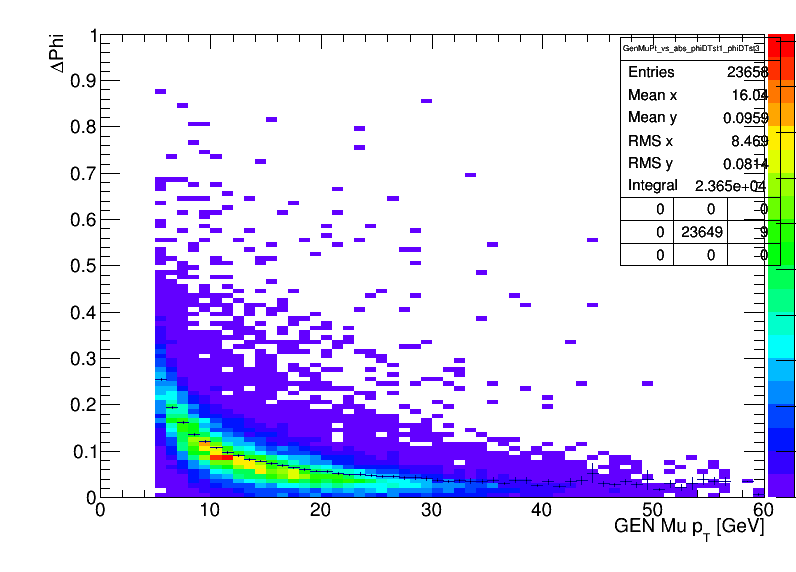 ΔPhi
1
0.9
0.8
0.7
0.6
0.5
0.4
0.3
0.2
0.1
0
0 10 20 30 40 50 60
GEN Mu pT [GeV]
GenMuPt_vs_abs_phiDTst1_phiDTst3
Entries 23658
Mean x 16.04
Mean y 0.0959
RMS x 8.469
RMS y 0.0814
Integral 2.365e+04
0 0 0
0 23649 9
0 0 0